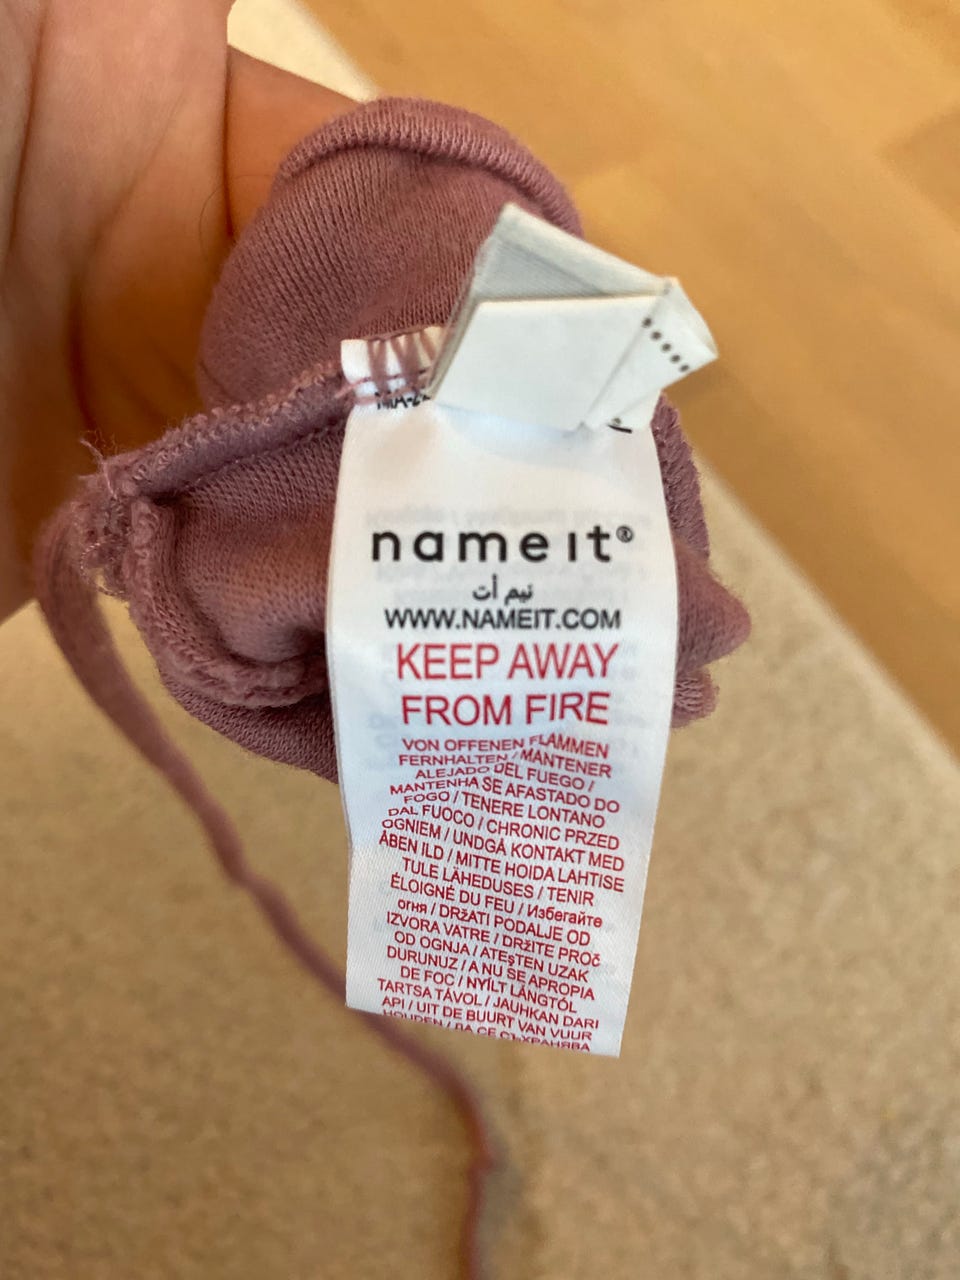 name it®
نيم أت
WWW.NAMEIT.COM
KEEP AWAY
FROM FIRE
VON OFFENEN FLAMMEN
FERNHALTEN / MANTENER
ALEJADO DEL FUEGO /
MANTENHA SE AFASTADO DO
FOGO / TENERE LONTANO
DAL FUOCO / CHRONIC PRZED
OGNIEM / UNDGÅ KONTAKT MED
ÅBEN ILD / MITTE HOIDA LAHTISE
TULE LÄHEDUSES / TENIR
ÉLOIGNÉ DU FEU / Избегайте
огня / DRŽATI PODALJE OD
IZVORA VATRE / DRŽITE PROč
OD OGNJA / ATEşTEN UZAK
DURUNUZ / A NU SE APROPIA
DE FOC / NYÍLT LÁNGTÓL
TARTSA TÁVOL / JAUHKAN DARI
API / UIT DE BUURT VAN VUUR
HOUDEN / ДА СЕ СЪХРАНЯВА